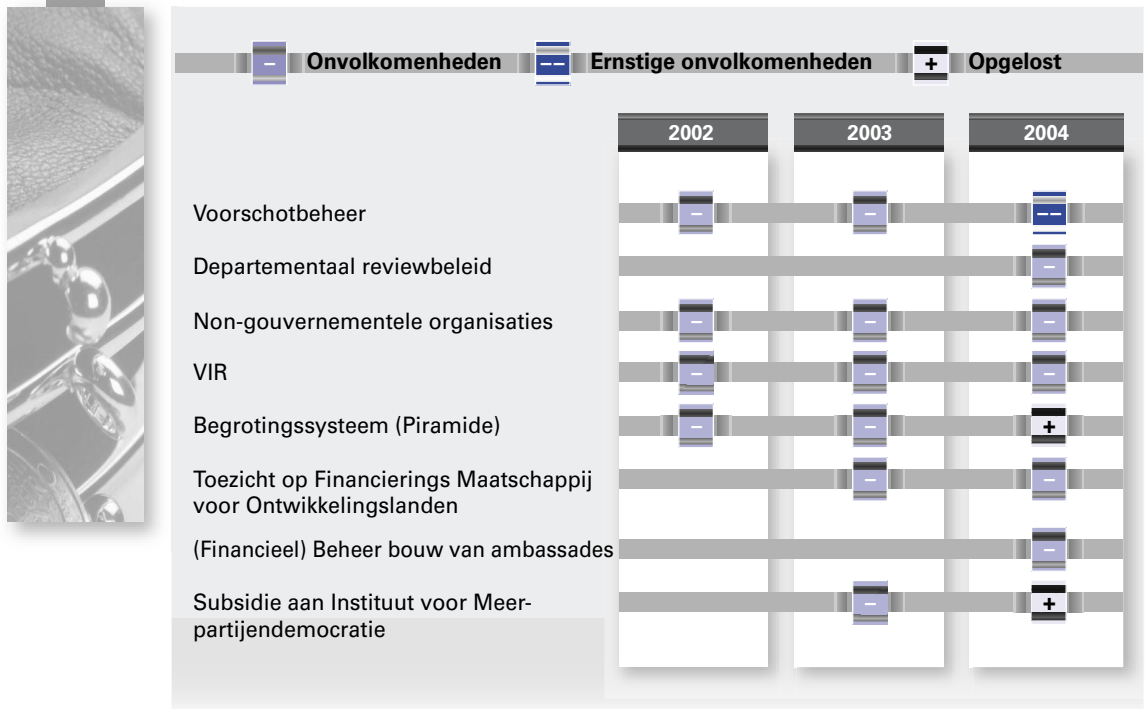 – Onvolkomenheden –– Ernstige onvolkomenheden + Opgelost
2002 2003 2004
Voorschotbeheer – – ––
Departementaal reviewbeleid –
Non-gouvernementele organisaties – – –
VIR – – –
Begrotingssysteem (Piramide) – – +
Toezicht op Financierings Maatschappij
voor Ontwikkelingslanden – –
(Financieel) Beheer bouw van ambassades –
Subsidie aan Instituut voor Meer-
partijendemocratie – +